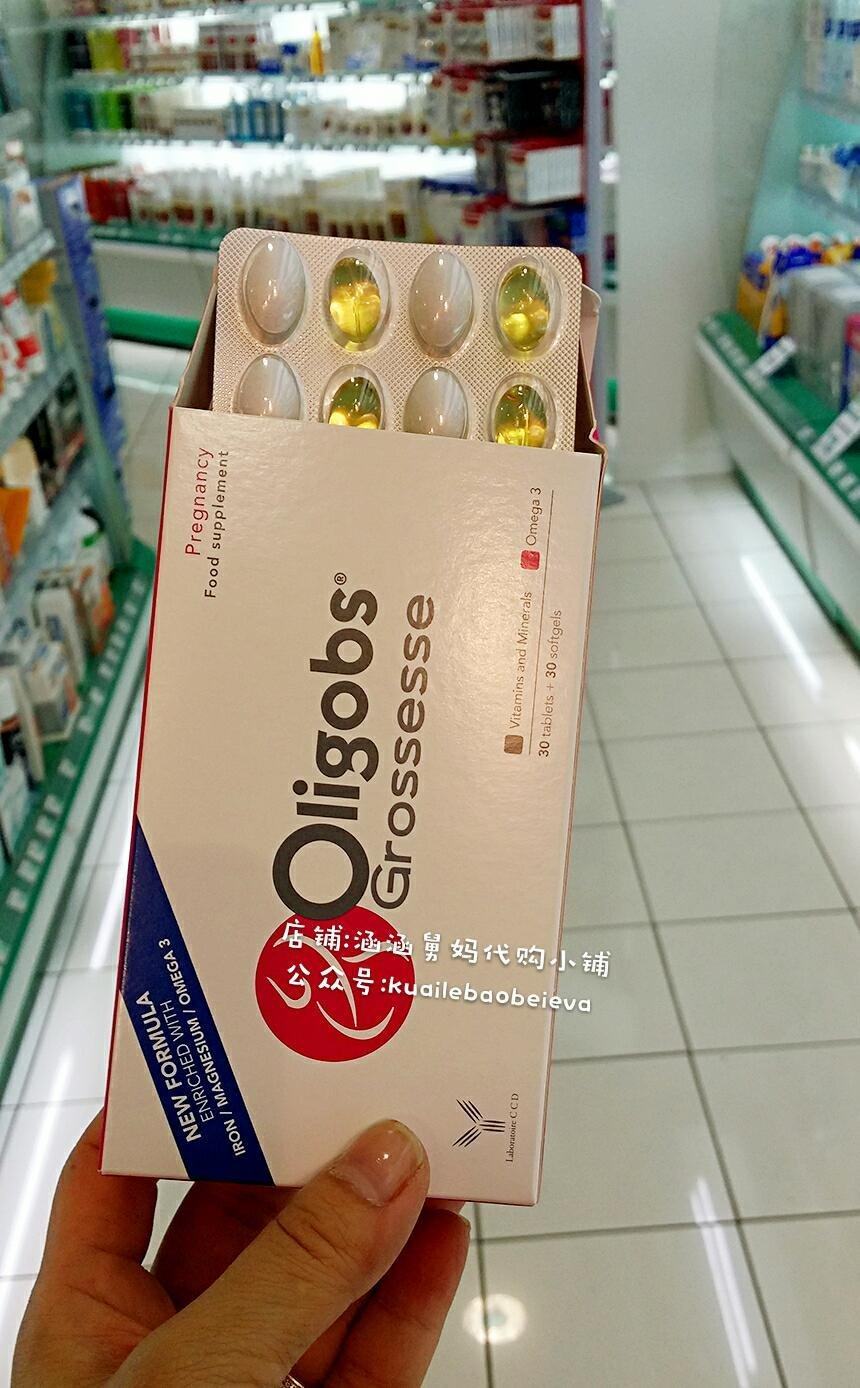 Pregnancy
Food supplement
Oligobs®
Grossesse
Vitamins and Minerals Omega 3
30 tablets + 30 softgels
NEW FORMULA
ENRICHED WITH
IRON / MAGNESIUM / OMEGA 3
Laboratoire C C D
店铺:涵涵舅妈代购小铺
公众号:kuailebaobeieva